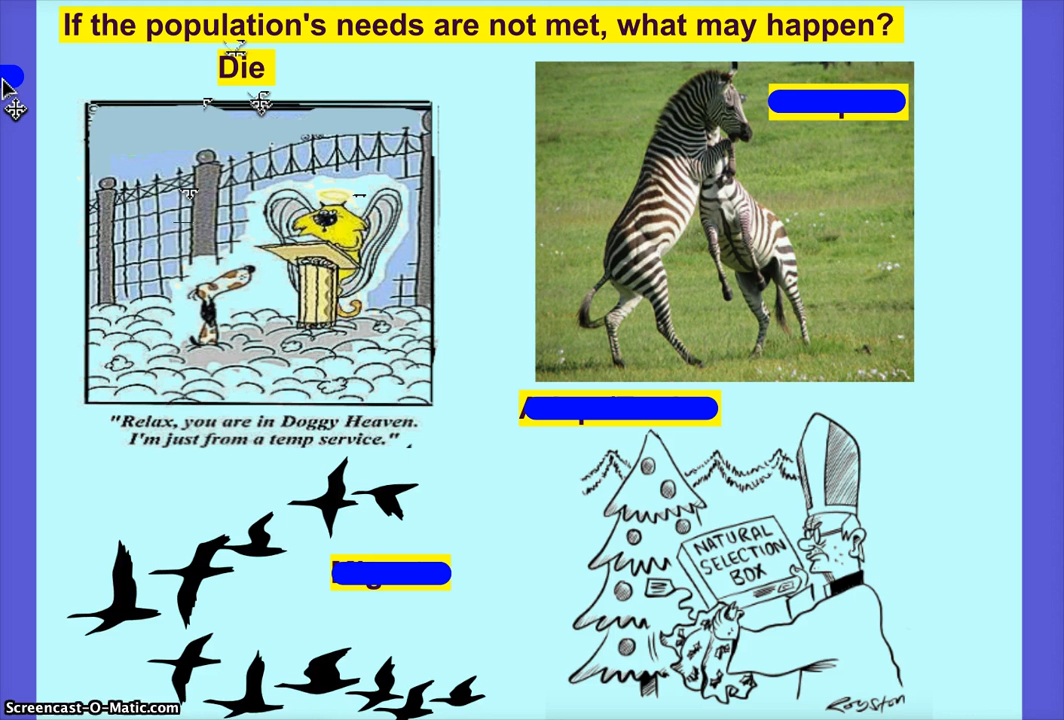 If the population's needs are not met, what may happen?
Die
"Relax, you are in Doggy Heaven.
I'm just from a temp service."
NATURAL
SELECTION
BOX
Royston
Screencast-O-Matic.com